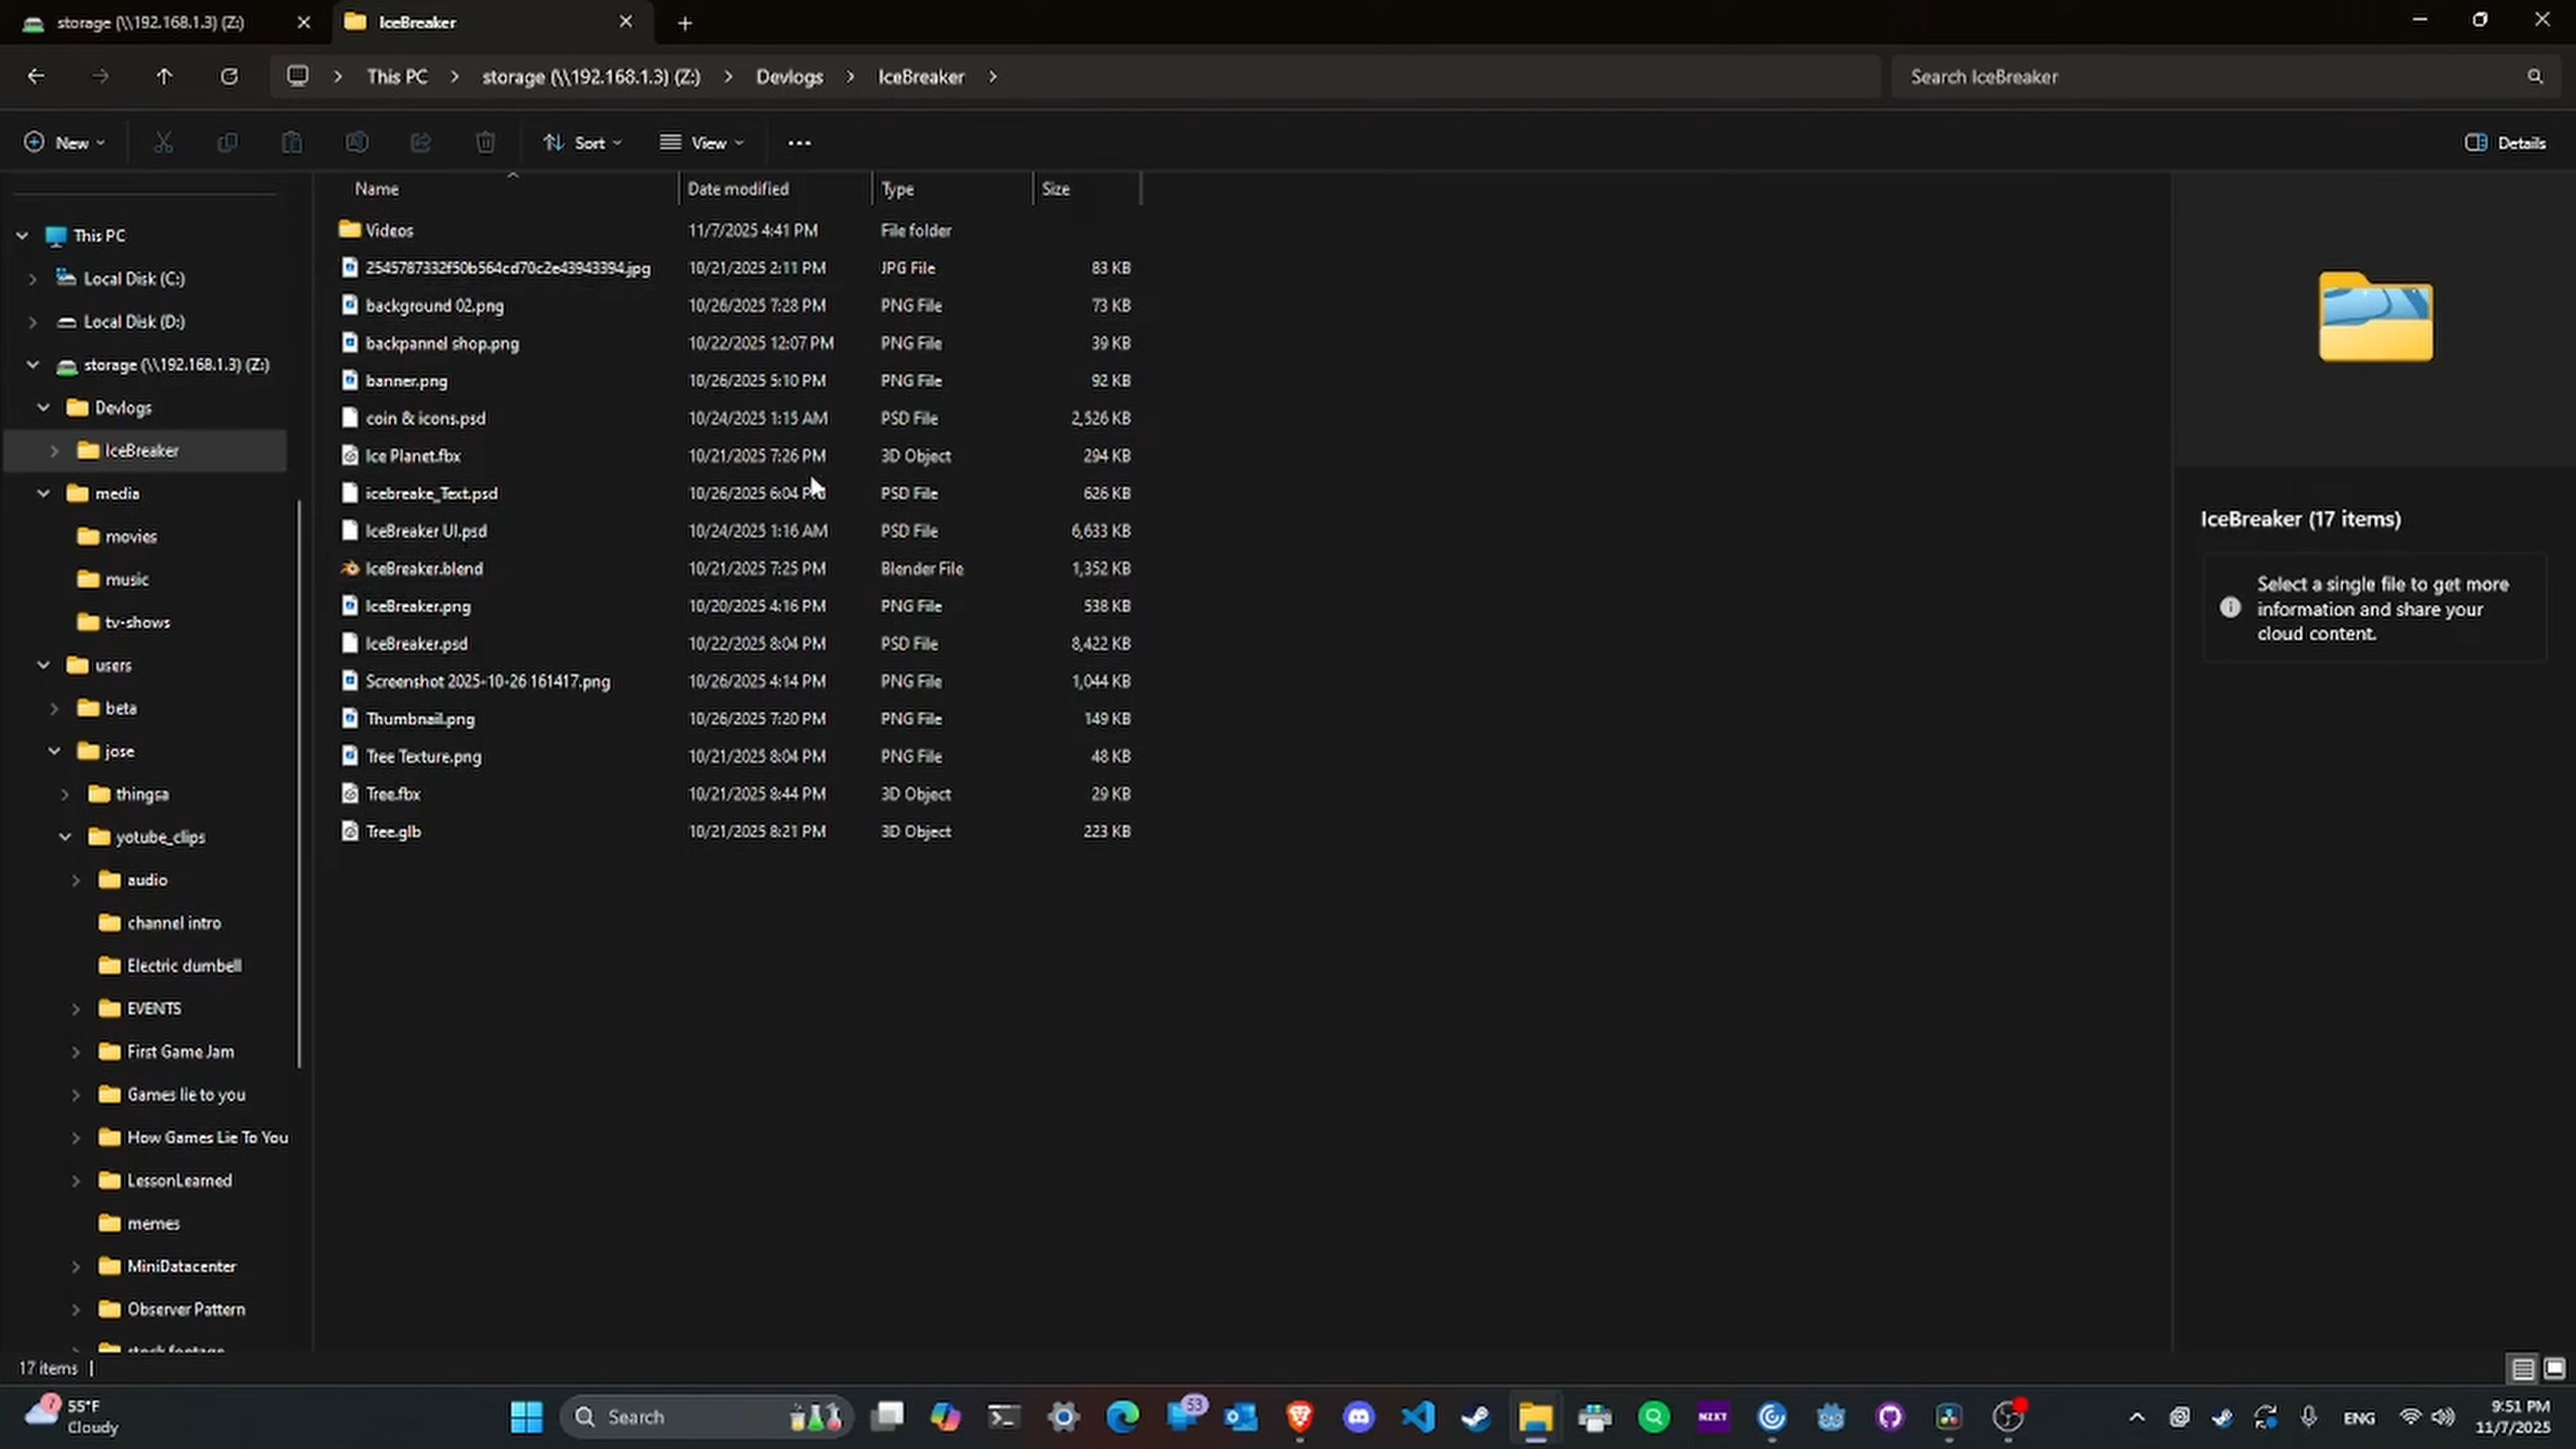 storage (\\192.168.1.3) (Z:)
IceBreaker
This PC > storage (\\192.168.1.3) (Z:) > Devlogs > IceBreaker >
Search IceBreaker
New
Sort
View
Details
Name Date modified Type Size
Videos 11/7/2025 4:41 PM File folder
2545787332f50b564cd70c2e43943394.jpg 10/21/2025 2:11 PM JPG File 83 KB
background 02.png 10/26/2025 7:28 PM PNG File 73 KB
backpannel shop.png 10/22/2025 12:07 PM PNG File 39 KB
banner.png 10/26/2025 5:10 PM PNG File 92 KB
coin & icons.psd 10/24/2025 1:15 AM PSD File 2,526 KB
Ice Planet.fbx 10/21/2025 7:26 PM 3D Object 294 KB
icebreake_Text.psd 10/26/2025 6:04 PM PSD File 626 KB
IceBreaker UI.psd 10/24/2025 1:16 AM PSD File 6,633 KB
IceBreaker.blend 10/21/2025 7:25 PM Blender File 1,352 KB
IceBreaker.png 10/20/2025 4:16 PM PNG File 538 KB
IceBreaker.psd 10/22/2025 8:04 PM PSD File 8,422 KB
Screenshot 2025-10-26 161417.png 10/26/2025 4:14 PM PNG File 1,044 KB
Thumbnail.png 10/26/2025 7:20 PM PNG File 149 KB
Tree Texture.png 10/21/2025 8:04 PM PNG File 48 KB
Tree.fbx 10/21/2025 8:44 PM 3D Object 29 KB
Tree.glb 10/21/2025 8:21 PM 3D Object 223 KB
This PC
Local Disk (C:)
Local Disk (D:)
storage (\\192.168.1.3) (Z:)
Devlogs
IceBreaker
media
movies
music
tv-shows
users
beta
jose
thingsa
yotube_clips
audio
channel intro
Electric dumbell
EVENTS
First Game Jam
Games lie to you
How Games Lie To You
LessonLearned
memes
MiniDatacenter
Observer Pattern
stock footage
IceBreaker (17 items)
Select a single file to get more
information and share your
cloud content.
17 items
7
55°F
Cloudy
Search
53
NZXT
ENG
9:51 PM
11/7/2025